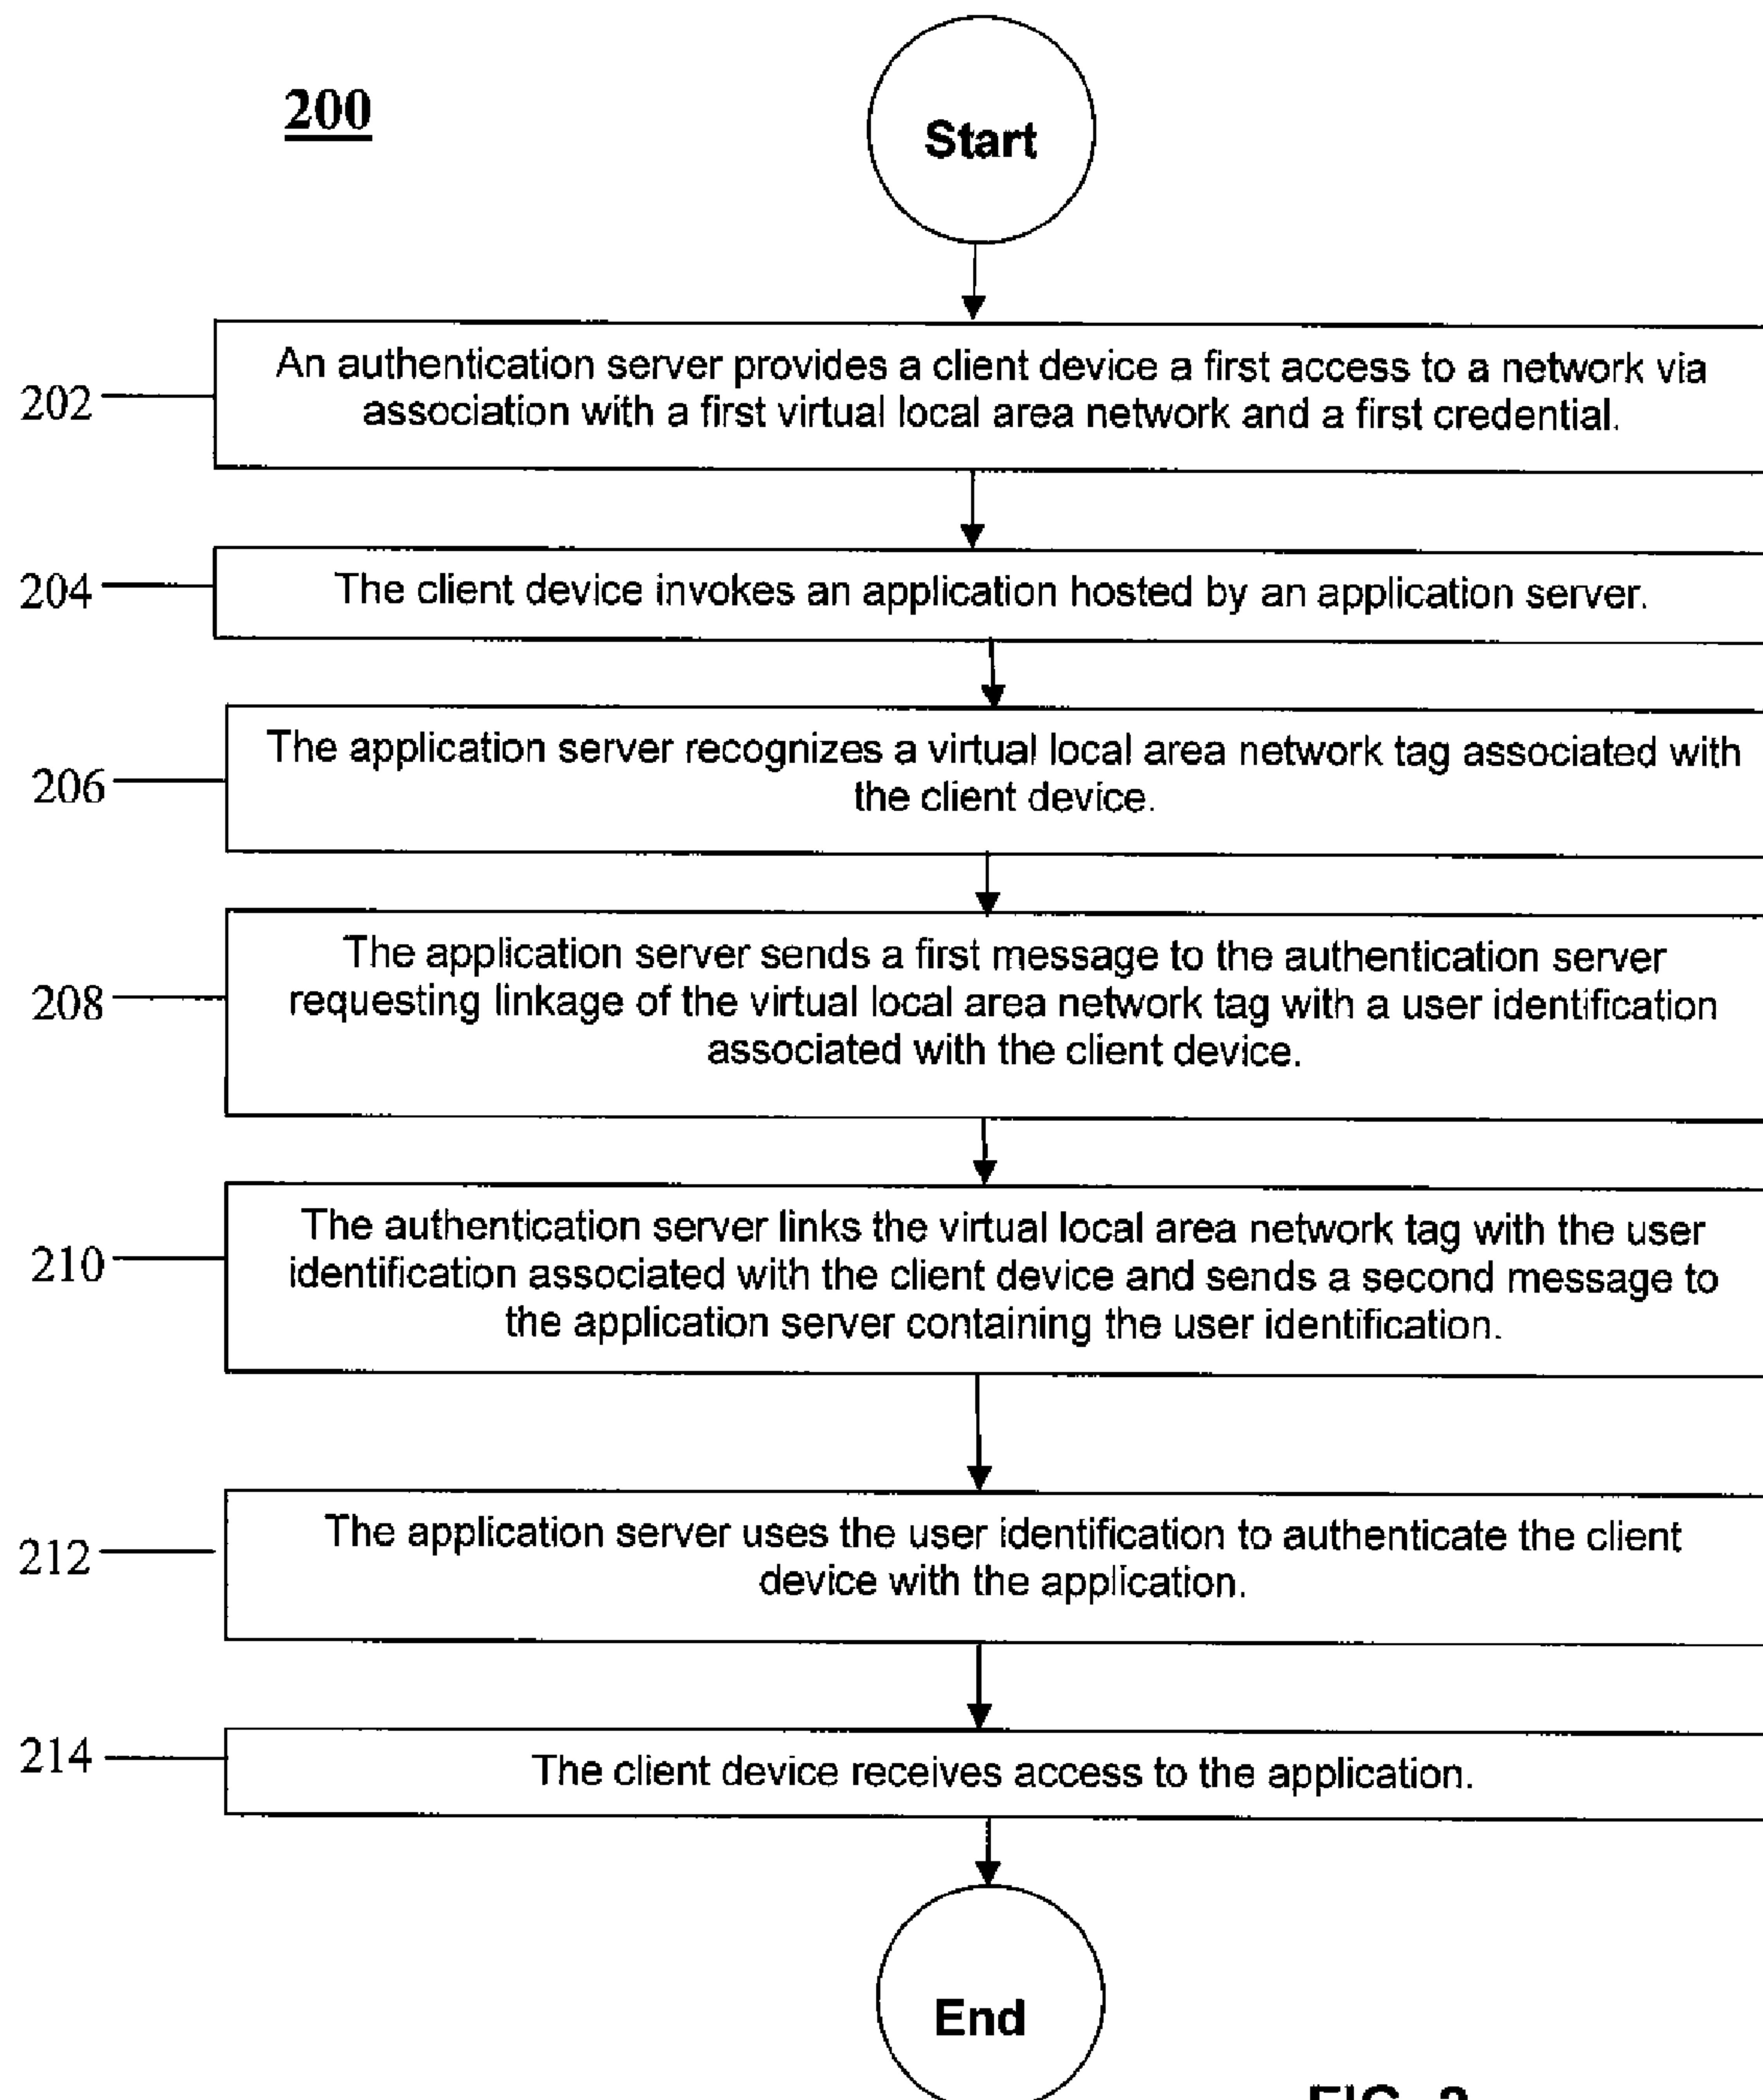 200
Start
202
An authentication server provides a client device a first access to a network via
association with a first virtual local area network and a first credential.
204
The client device invokes an application hosted by an application server.
206
The application server recognizes a virtual local area network tag associated with
the client device.
208
The application server sends a first message to the authentication server
requesting linkage of the virtual local area network tag with a user identification
associated with the client device.
210
The authentication server links the virtual local area network tag with the user
identification associated with the client device and sends a second message to
the application server containing the user identification.
212
The application server uses the user identification to authenticate the client
device with the application.
214
The client device receives access to the application.
End